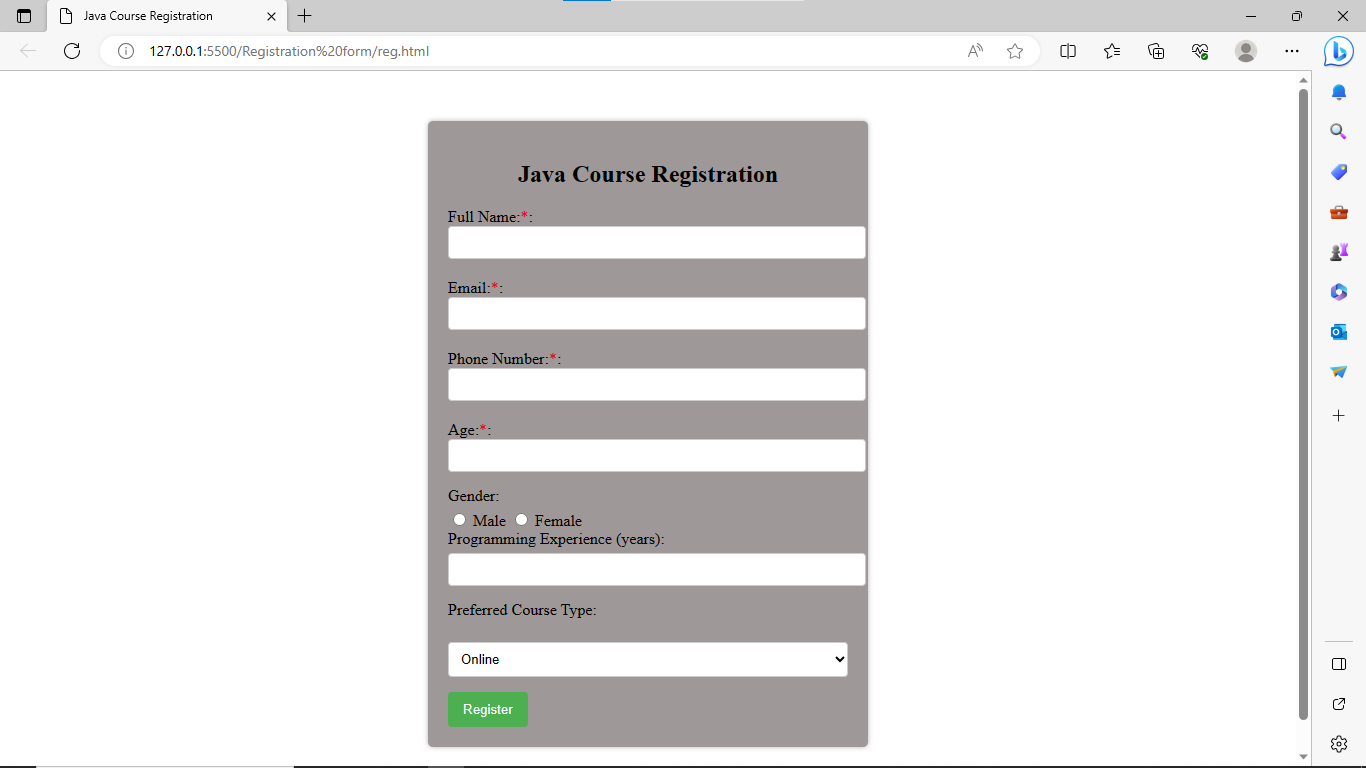 Java Course Registration
127.0.0.1:5500/Registration%20form/reg.html
Java Course Registration
Full Name:*:
Email:*:
Phone Number:*:
Age:*:
Gender:
Male Female
Programming Experience (years):
Preferred Course Type:
Online
Register